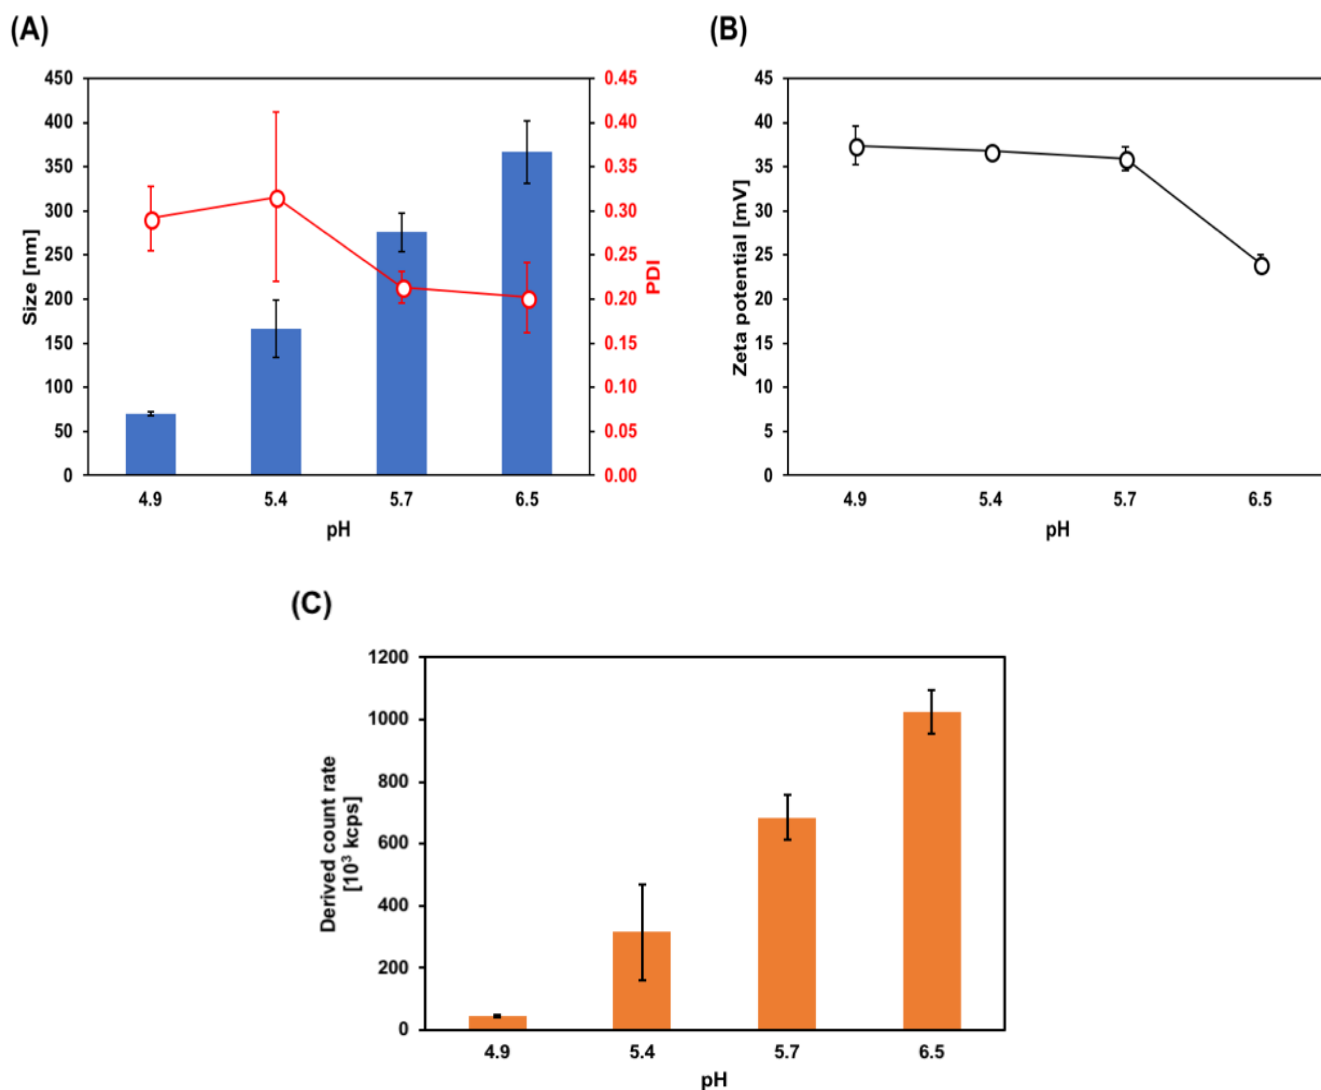 (A)
450
400
350
300
250
200
150
100
50
0
Size [nm]
0.45
0.40
0.35
0.30
0.25
0.20
0.15
0.10
0.05
0.00
PDI
4.9 5.4 5.7 6.5
pH
(B)
45
40
35
30
25
20
15
10
5
0
Zeta potential [mV]
4.9 5.4 5.7 6.5
pH
(C)
1200
1000
800
600
400
200
0
Derived count rate
[10³ kcps]
4.9 5.4 5.7 6.5
pH